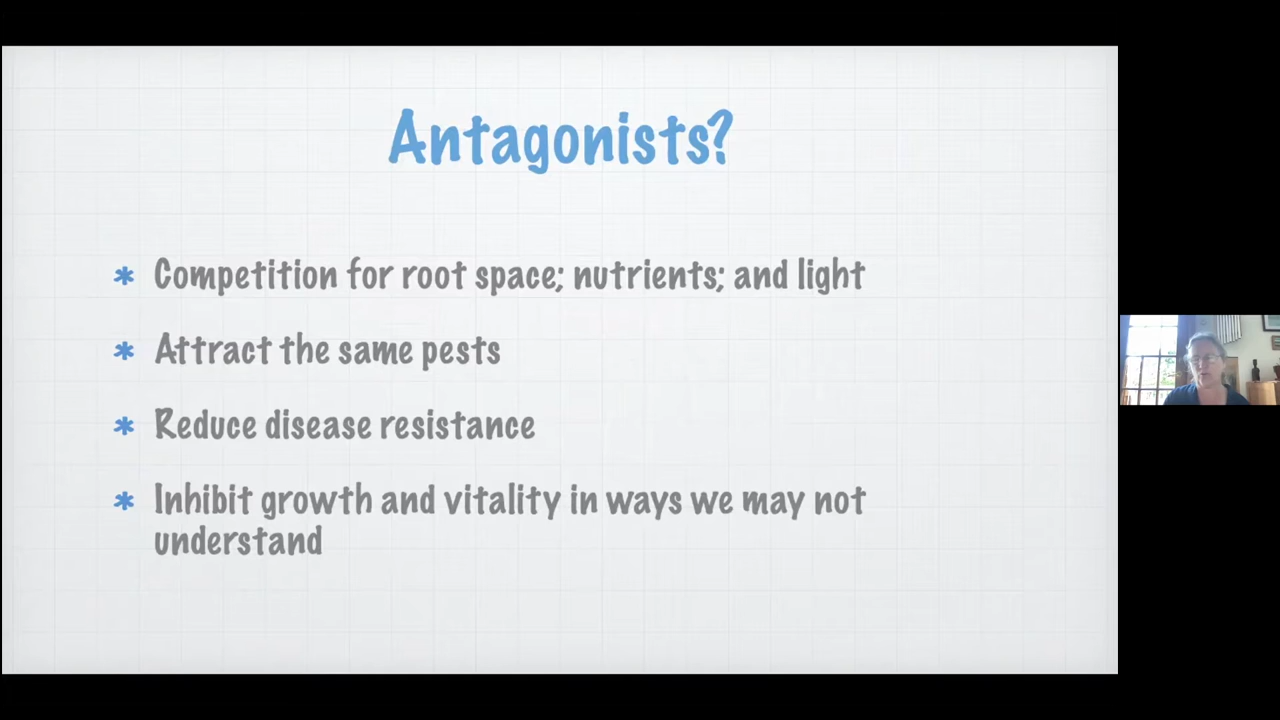 Antagonists?
* Competition for root space; nutrients; and light
* Attract the same pests
* Reduce disease resistance
* Inhibit growth and vitality in ways we may not
understand